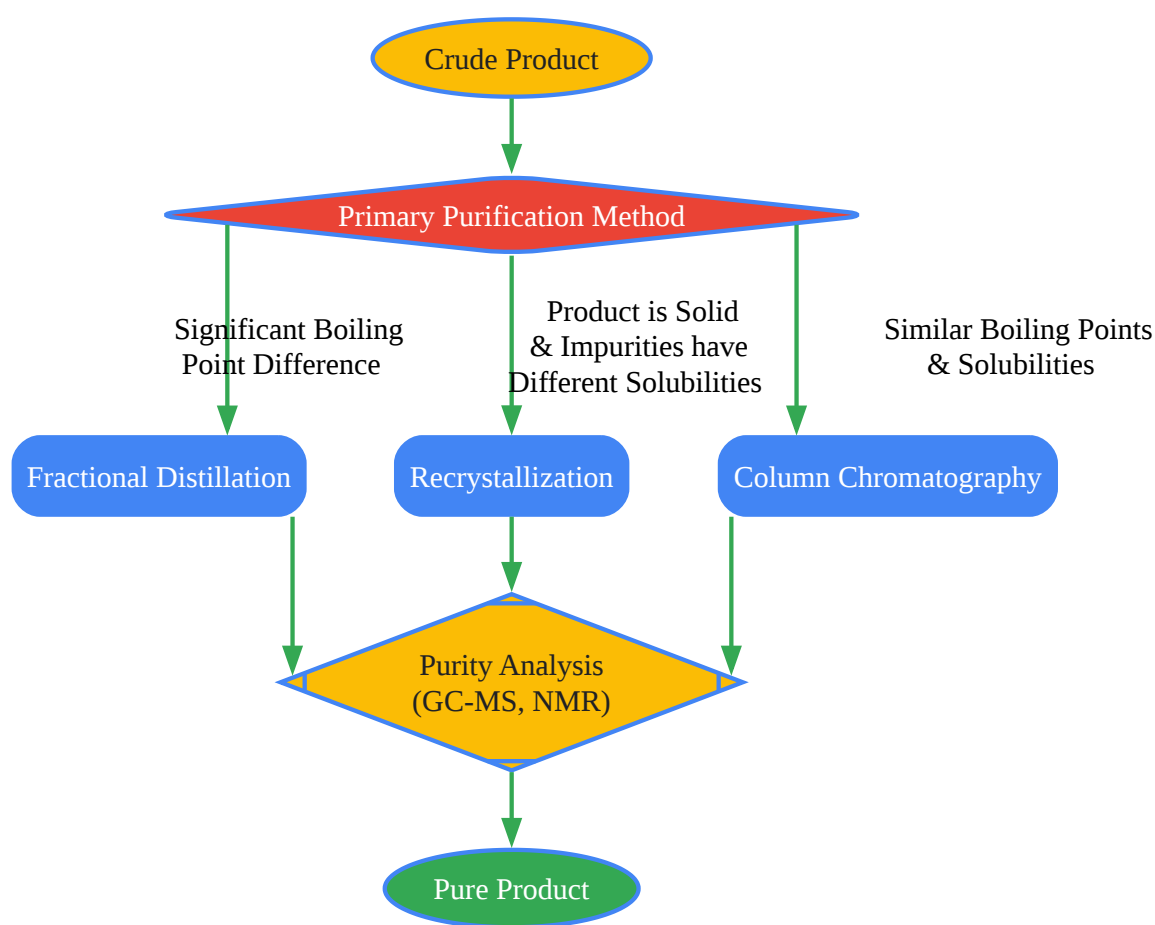 Crude Product
Primary Purification Method
Significant Boiling
Point Difference
Product is Solid
& Impurities have
Different Solubilities
Similar Boiling Points
& Solubilities
Fractional Distillation
Recrystallization
Column Chromatography
Purity Analysis
(GC-MS, NMR)
Pure Product